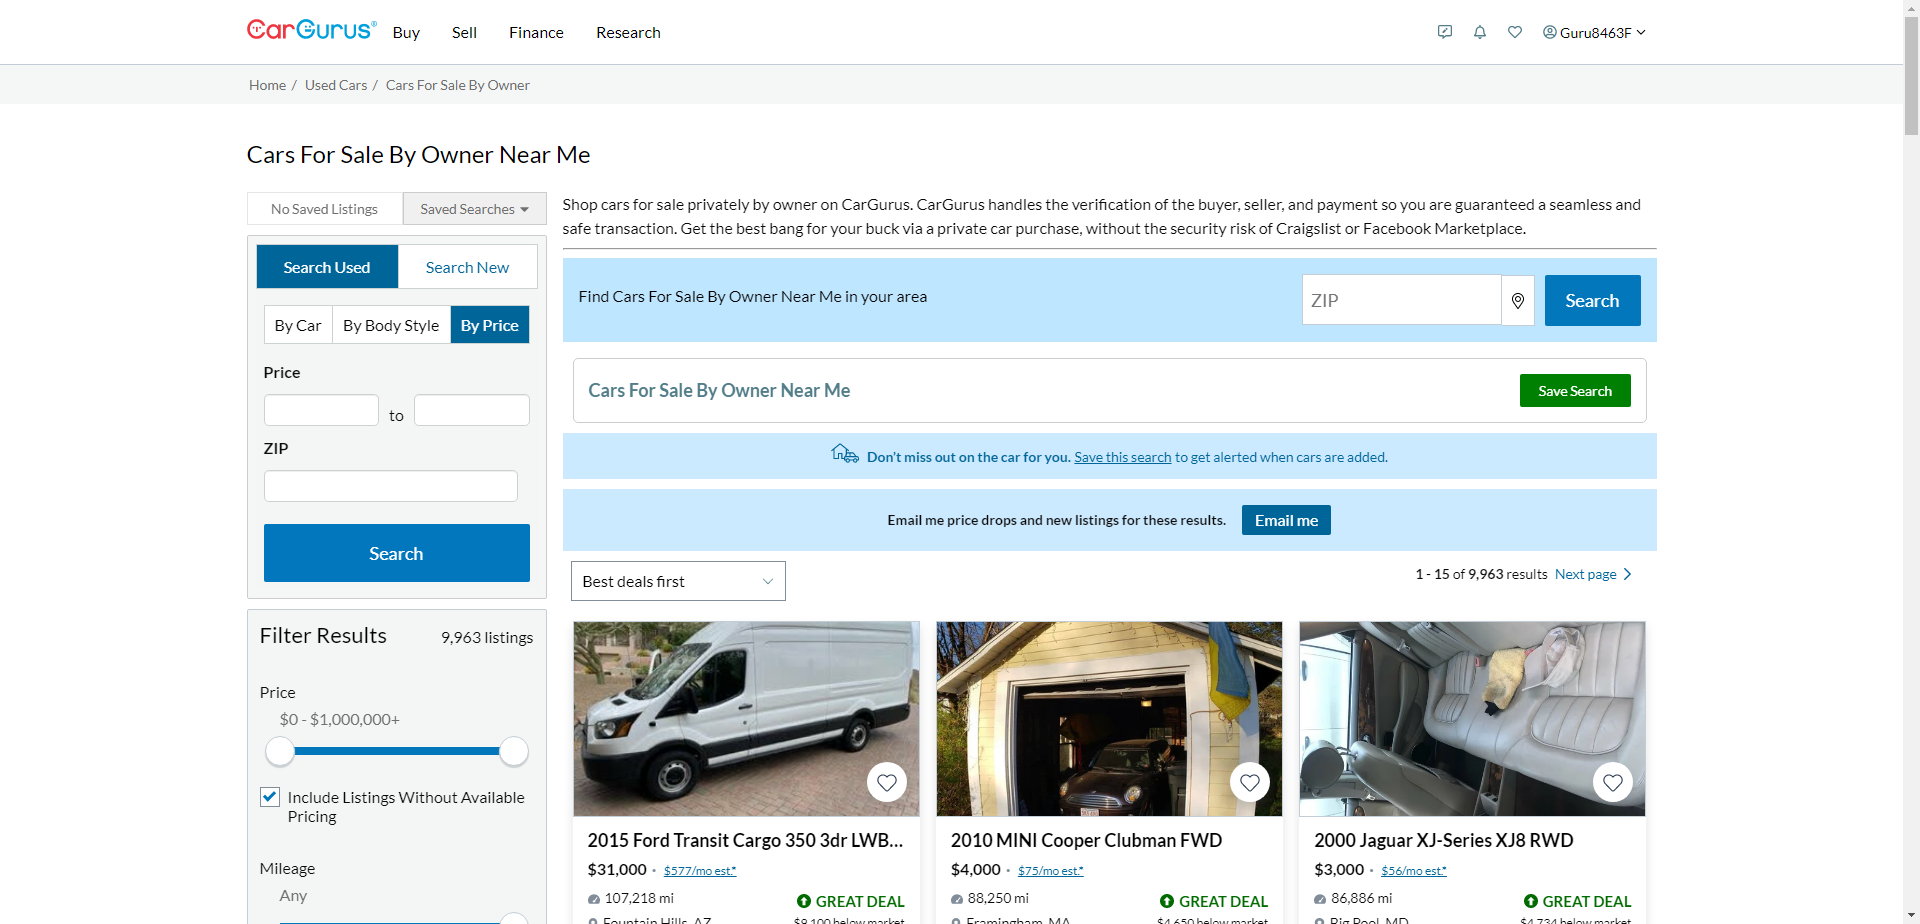 CarGurus®
Buy
Sell
Finance
Research
Guru8463F
Home / Used Cars / Cars For Sale By Owner
Cars For Sale By Owner Near Me
No Saved Listings
Saved Searches
Shop cars for sale privately by owner on CarGurus. CarGurus handles the verification of the buyer, seller, and payment so you are guaranteed a seamless and
safe transaction. Get the best bang for your buck via a private car purchase, without the security risk of Craigslist or Facebook Marketplace.
Search Used
Search New
By Car
By Body Style
By Price
Price
to
ZIP
Search
Find Cars For Sale By Owner Near Me in your area
ZIP
Search
Cars For Sale By Owner Near Me
Save Search
Don't miss out on the car for you. Save this search to get alerted when cars are added.
Email me price drops and new listings for these results.
Email me
Best deals first
1 - 15 of 9,963 results
Next page
Filter Results
9,963 listings
Price
$0 - $1,000,000+
Include Listings Without Available
Pricing
Mileage
Any
2015 Ford Transit Cargo 350 3dr LWB...
$31,000 · $577/mo est.*
107,218 mi
GREAT DEAL
Fountain Hills, AZ
$9,100 below market
2010 MINI Cooper Clubman FWD
$4,000 · $75/mo est.*
88,250 mi
GREAT DEAL
Framingham, MA
$4,650 below market
2000 Jaguar XJ-Series XJ8 RWD
$3,000 · $56/mo est.*
86,886 mi
GREAT DEAL
Big Pool, MD
$4,734 below market